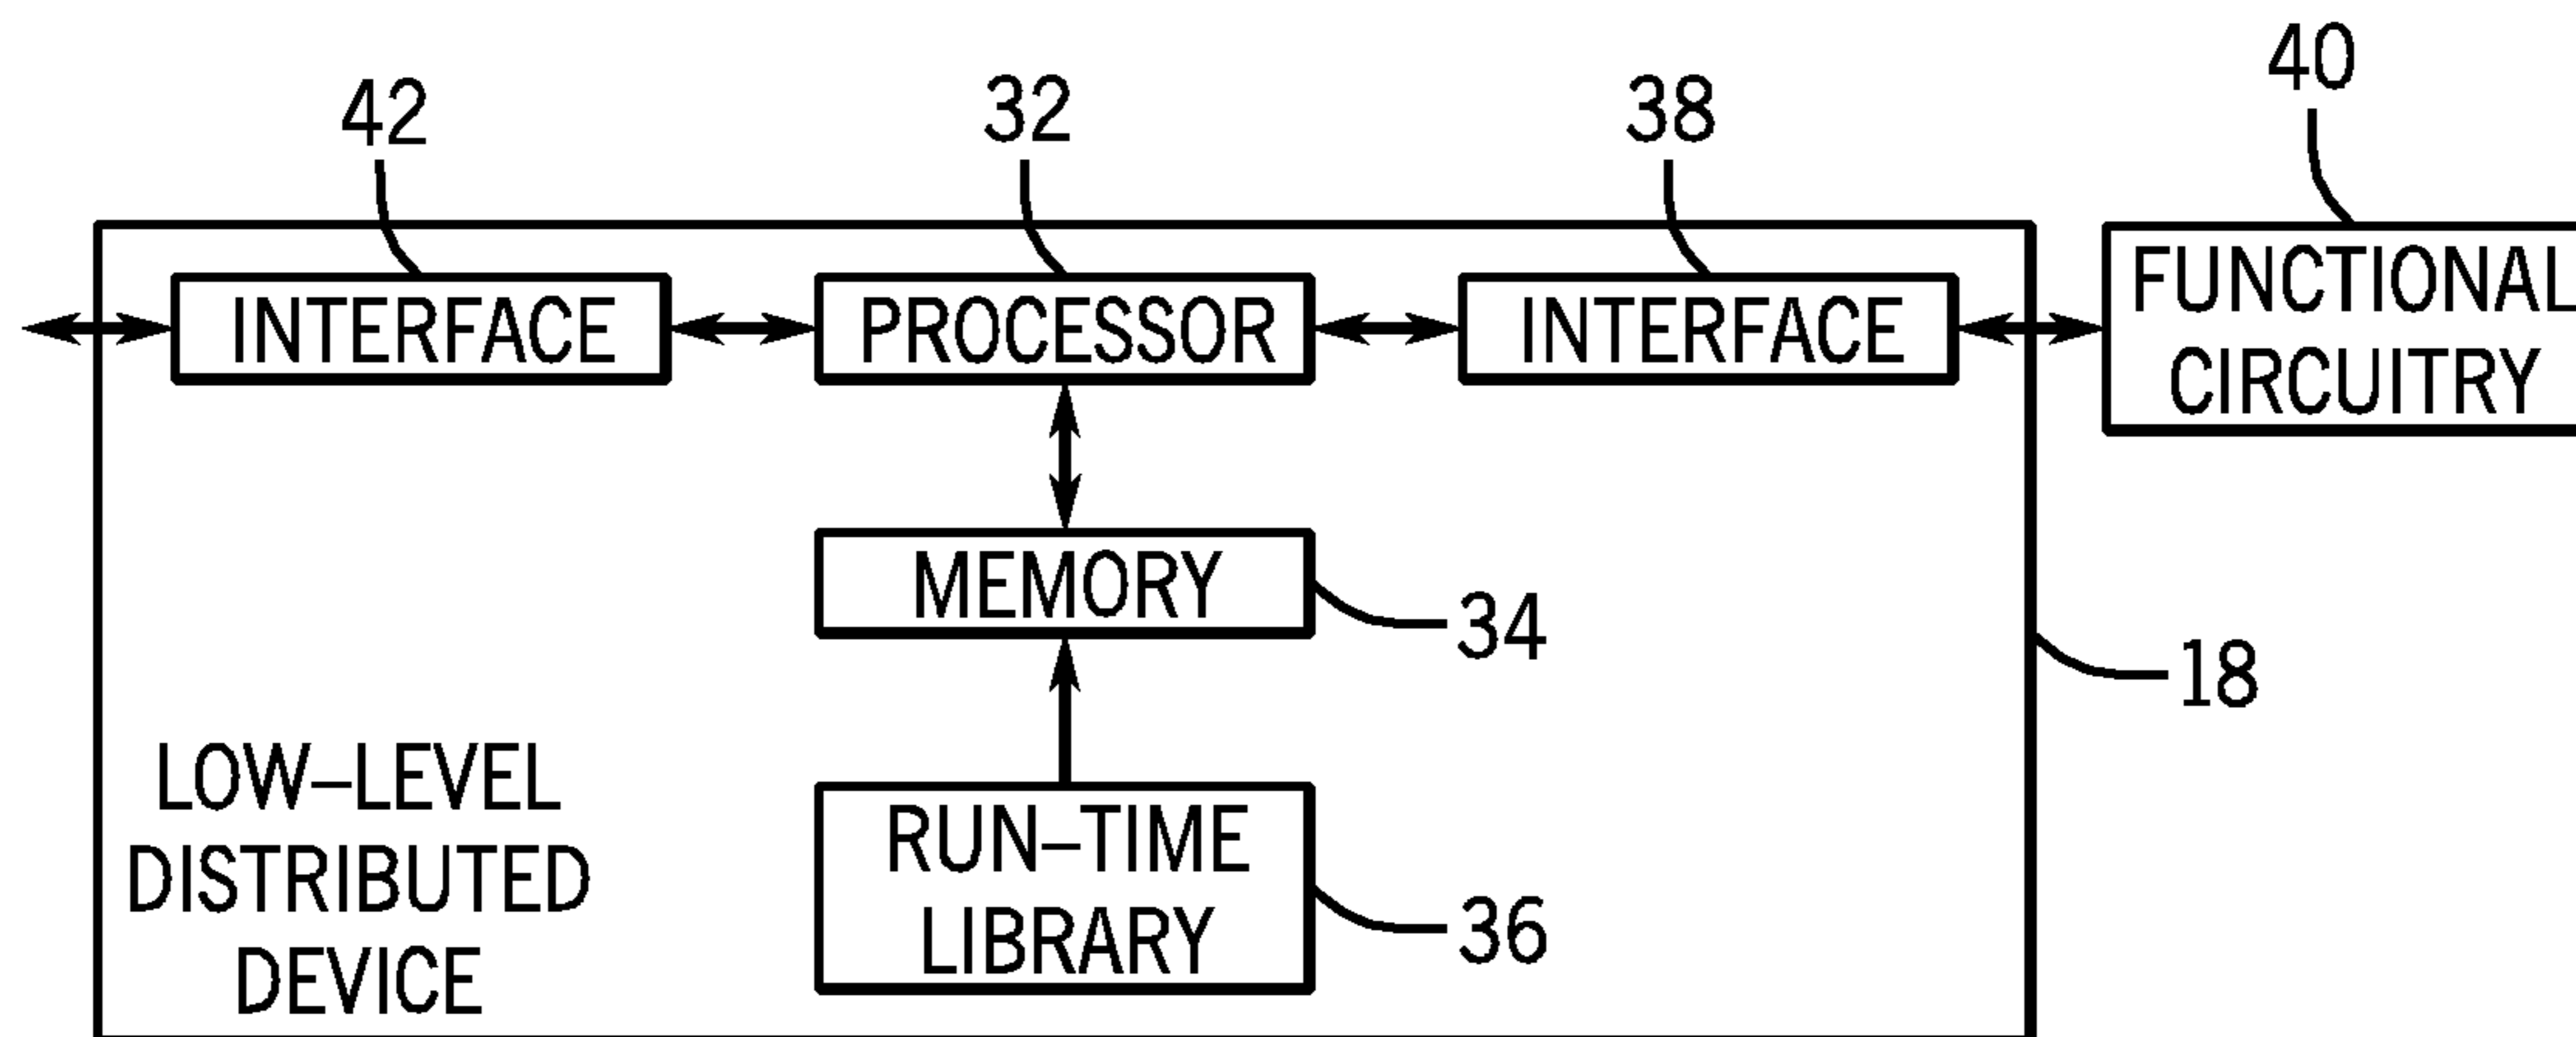 40
42
32
38
INTERFACE
PROCESSOR
INTERFACE
FUNCTIONAL
CIRCUITRY
MEMORY
34
18
LOW–LEVEL
DISTRIBUTED
DEVICE
RUN–TIME
LIBRARY
36